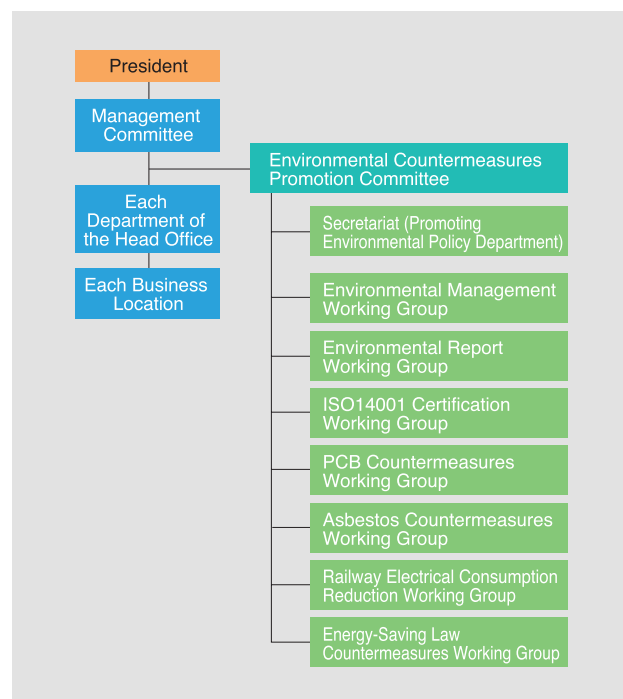 President
Management
Committee
Each
Department of
the Head Office
Each Business
Location
Environmental Countermeasures
Promotion Committee
Secretariat (Promoting
Environmental Policy Department)
Environmental Management
Working Group
Environmental Report
Working Group
ISO14001 Certification
Working Group
PCB Countermeasures
Working Group
Asbestos Countermeasures
Working Group
Railway Electrical Consumption
Reduction Working Group
Energy-Saving Law
Countermeasures Working Group